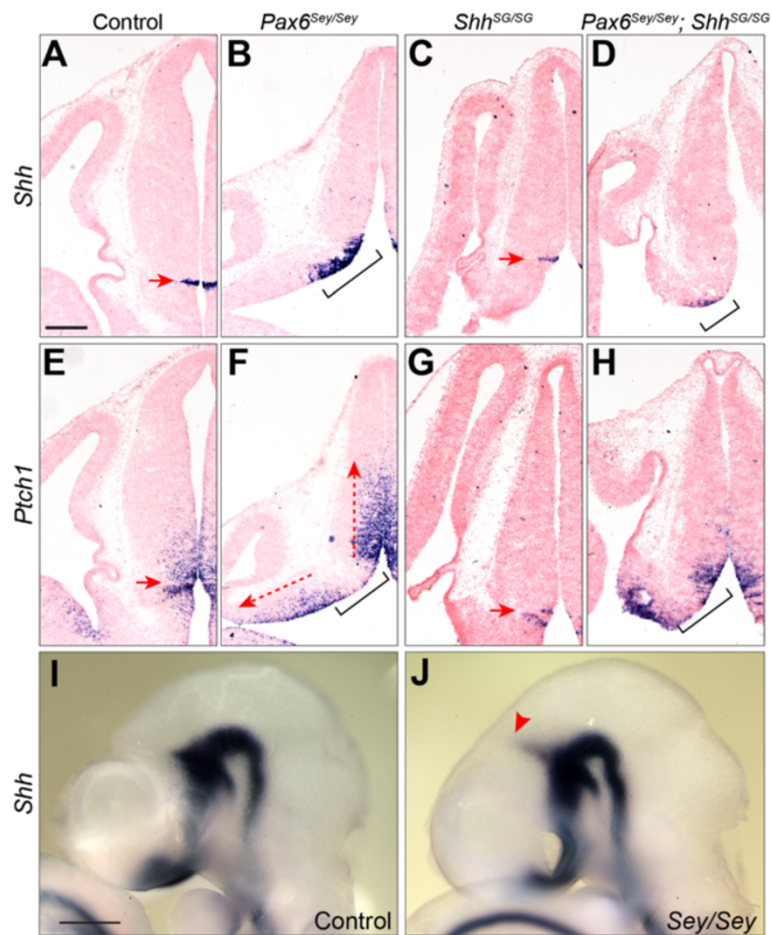 Control Pax6Sey/Sey ShhSG/SG Pax6Sey/Sey; ShhSG/SG
A B C D
Shh
E F G H
Ptch1
I J
Shh
Control Sey/Sey